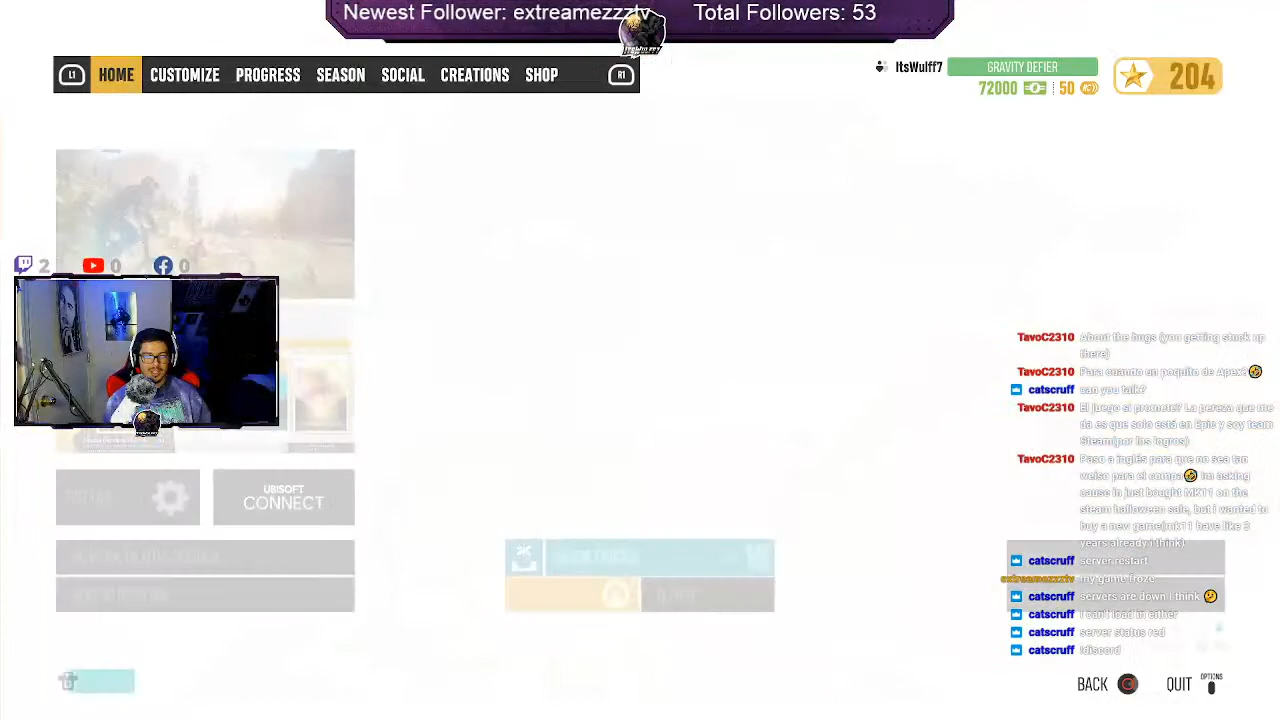 Newest Follower: extreamezzztv Total Followers: 53
L1 HOME CUSTOMIZE PROGRESS SEASON SOCIAL CREATIONS SHOP R1
ItsWulff7 GRAVITY DEFIER 204
72000 50
2 0 0
TavoC2310 About the bugs (you getting stuck up
there)
TavoC2310 Para cuando un poquito de Apex?🤣
catscruff can you talk?
TavoC2310 El juego si promete? La pereza que me
da es que solo está en Epic y soy team
Steam(por los logros)
TavoC2310 Paso a inglés para que no sea tan
weiso para el compa🤣 Im asking
cause in just bought MK11 on the
steam halloween sale, but i wanted to
buy a new game(mk11 have like 3
years already i think)
catscruff server restart
extreamezzztv my game froze
catscruff servers are down i think 🤔
catscruff I can't load in either
catscruff server status red
catscruff !discord
UBISOFT
CONNECT
BACK QUIT OPTIONS